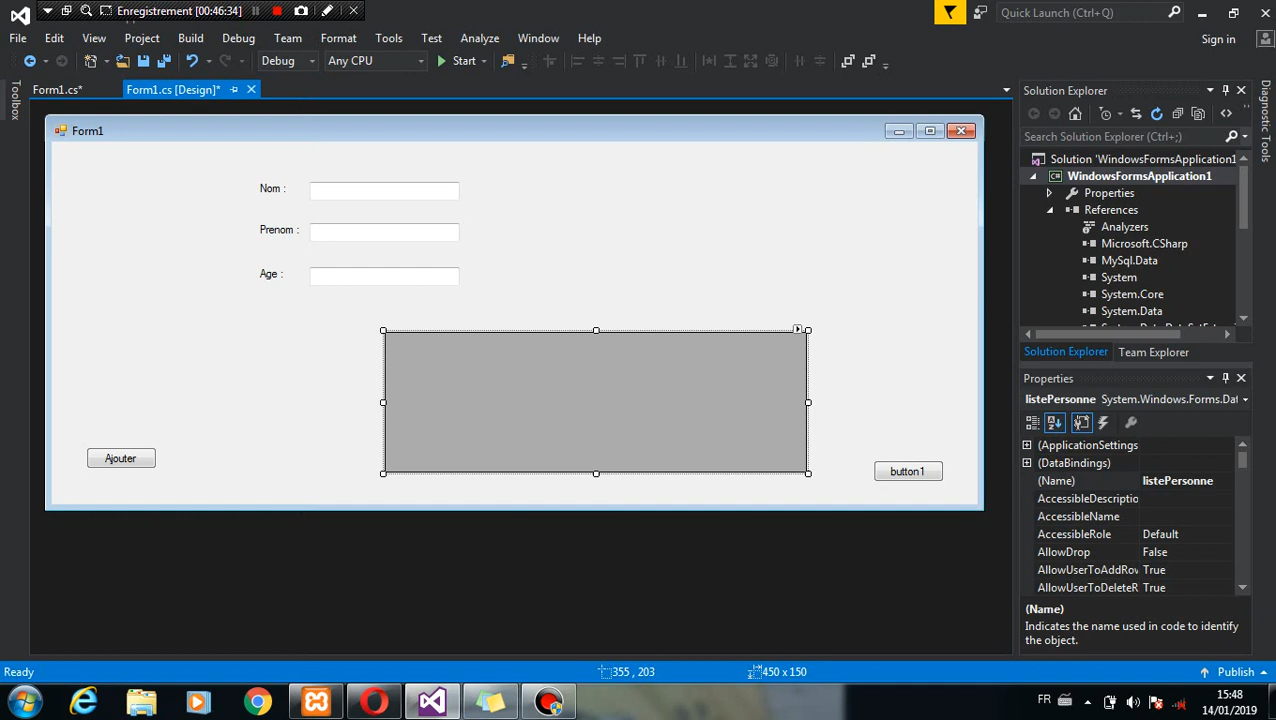 Enregistrement [00:46:34]
Quick Launch (Ctrl+Q)
File Edit View Project Build Debug Team Format Tools Test Analyze Window Help
Sign in
Debug Any CPU Start
Toolbox
Form1.cs* Form1.cs [Design]*
Form1
Nom :
Prenom :
Age :
Ajouter
button1
Solution Explorer
Search Solution Explorer (Ctrl+;)
Solution 'WindowsFormsApplication1
WindowsFormsApplication1
Properties
References
Analyzers
Microsoft.CSharp
MySql.Data
System
System.Core
System.Data
Solution Explorer Team Explorer
Diagnostic Tools
Properties
listePersonne System.Windows.Forms.Dat
(ApplicationSettings
(DataBindings)
(Name) listePersonne
AccessibleDescriptio
AccessibleName
AccessibleRole Default
AllowDrop False
AllowUserToAddRov True
AllowUserToDeleteR True
(Name)
Indicates the name used in code to identify
the object.
Ready 355 , 203 450 x 150 Publish
FR
15:48
14/01/2019